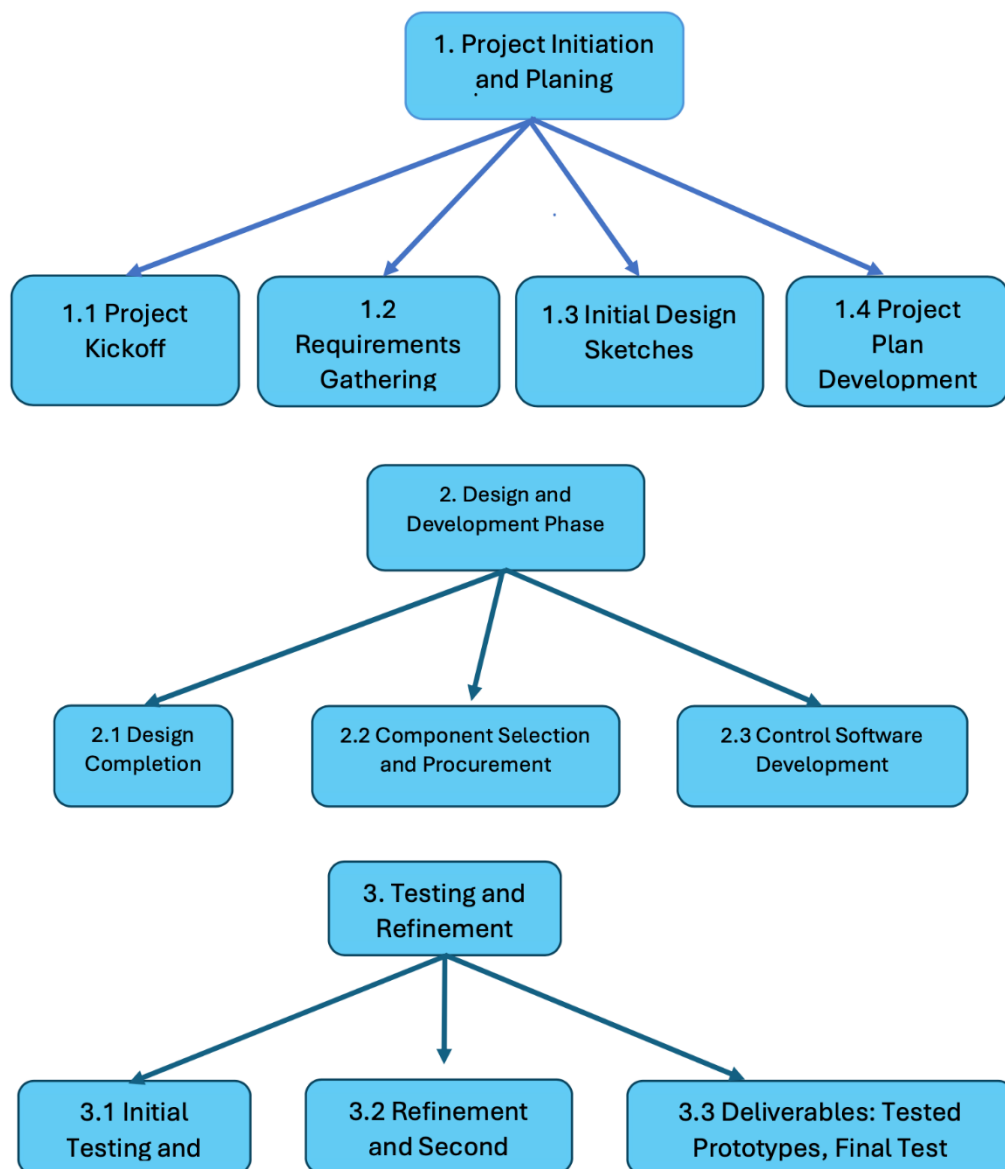 1. Project Initiation
and Planing
1.1 Project
Kickoff
1.2
Requirements
Gathering
1.3 Initial Design
Sketches
1.4 Project
Plan
Development
2. Design and
Development Phase
2.1 Design
Completion
2.2 Component Selection
and Procurement
2.3 Control Software
Development
3. Testing and
Refinement
3.1 Initial
Testing and
3.2 Refinement
and Second
3.3 Deliverables: Tested
Prototypes, Final Test